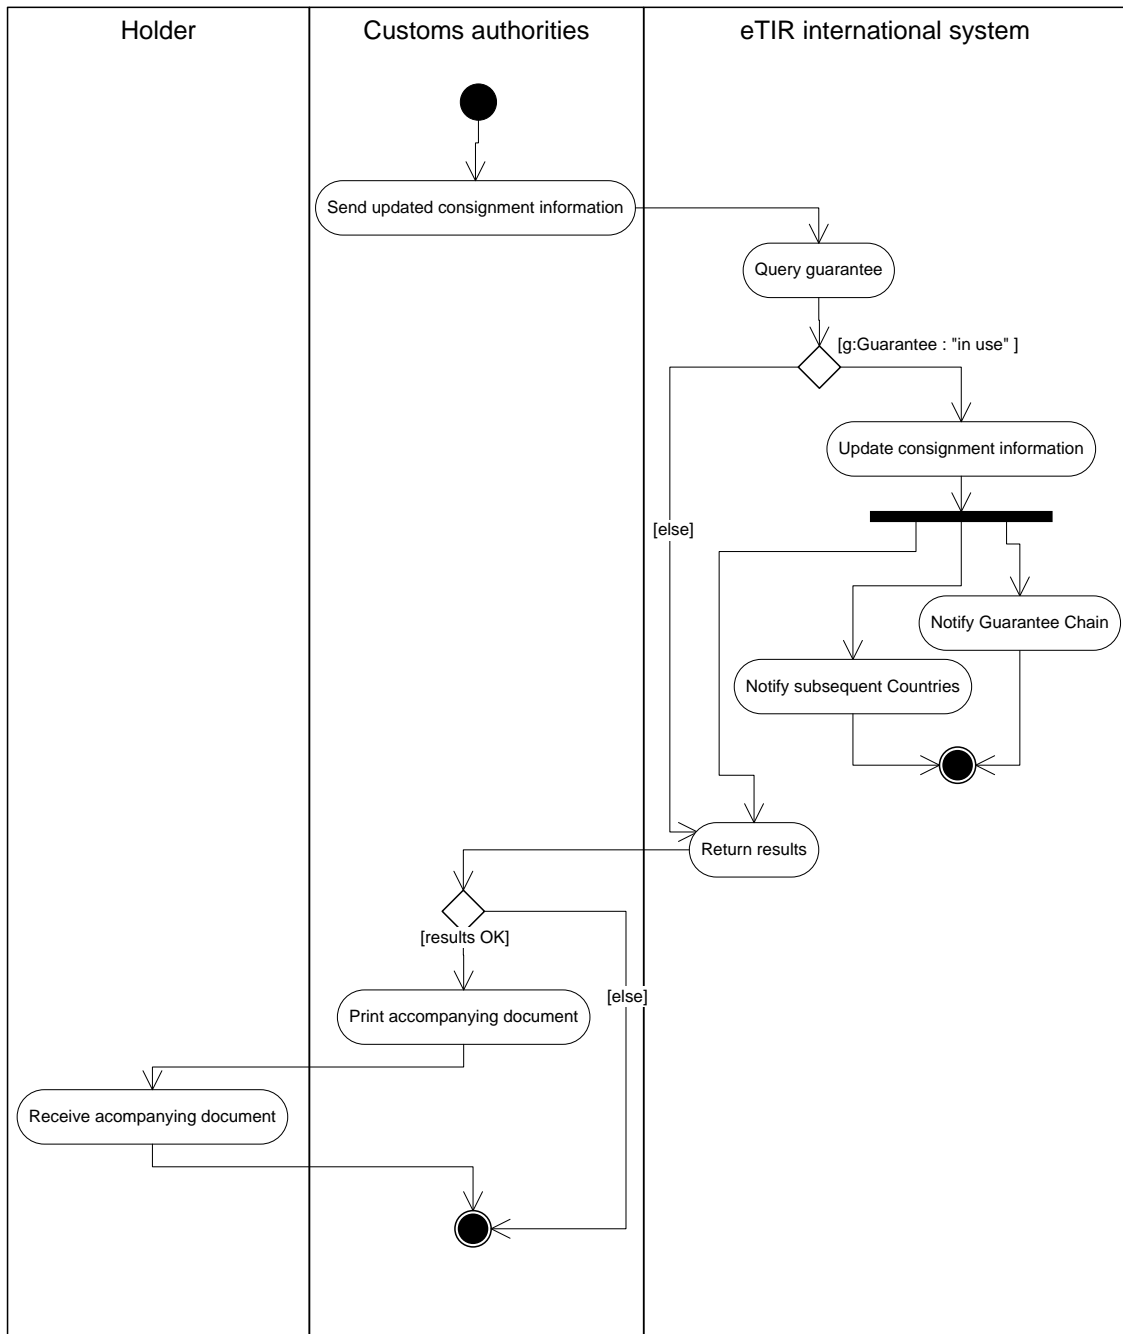 Holder
Customs authorities
eTIR international system
Send updated consignment information
Query guarantee
[g:Guarantee : "in use" ]
Update consignment information
[else]
Notify Guarantee Chain
Notify subsequent Countries
Return results
[results OK]
[else]
Print accompanying document
Receive acompanying document